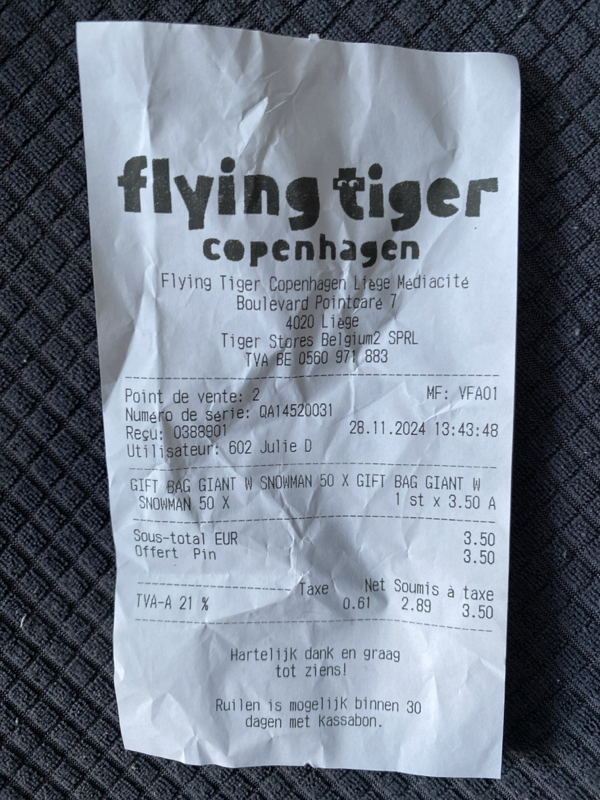 flying tiger
copenhagen
Flying Tiger Copenhagen Liège Médiacité
Boulevard Pointcaré 7
4020 Liège
Tiger Stores Belgium2 SPRL
TVA BE 0560 971 883
Point de vente: 2 MF: VFA01
Numéro de série: QA14520031
Reçu: 0388901 28.11.2024 13:43:48
Utilisateur: 602 Julie D
GIFT BAG GIANT W SNOWMAN 50 X GIFT BAG GIANT W
SNOWMAN 50 X 1 st x 3.50 A
Sous-total EUR 3.50
Offert Pin 3.50
Taxe Net Soumis à taxe
TVA-A 21 % 0.61 2.89 3.50
Hartelijk dank en graag
tot ziens!
Ruilen is mogelijk binnen 30
dagen met kassabon.